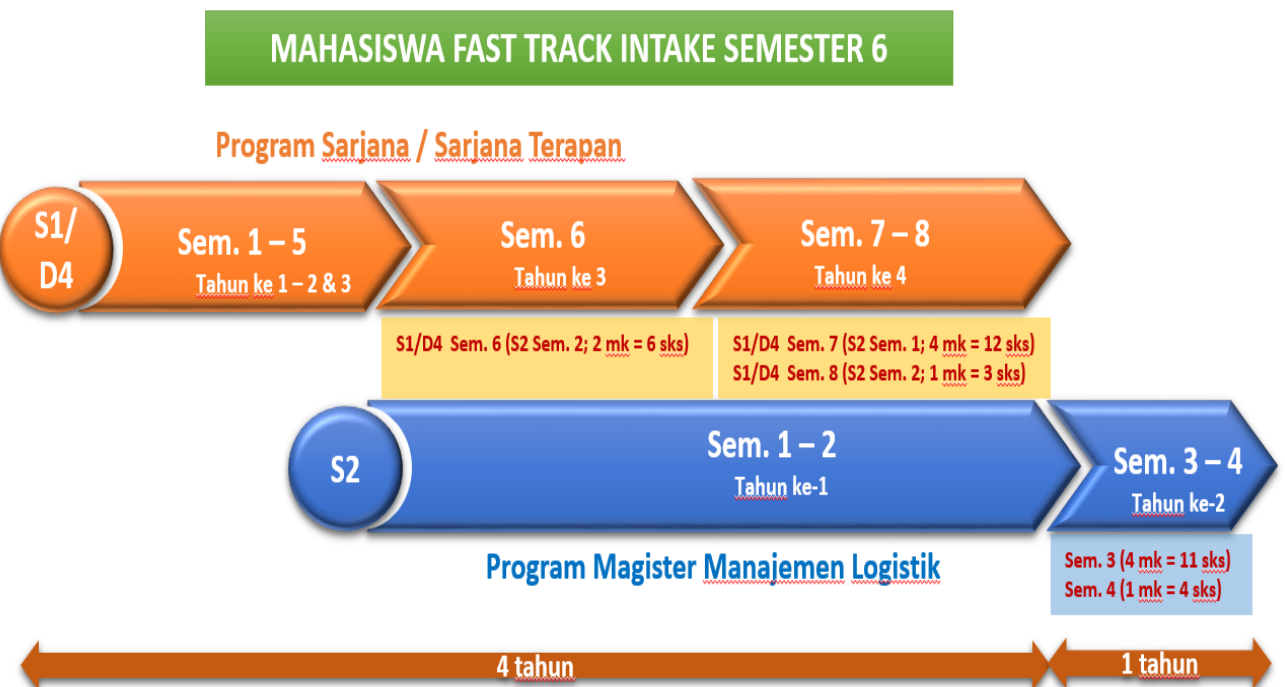 MAHASISWA FAST TRACK INTAKE SEMESTER 6
Program Sarjana / Sarjana Terapan
S1/
D4
Sem. 1 – 5
Tahun ke 1 – 2 & 3
Sem. 6
Tahun ke 3
Sem. 7 – 8
Tahun ke 4
S1/D4 Sem. 6 (S2 Sem. 2; 2 mk = 6 sks)
S1/D4 Sem. 7 (S2 Sem. 1; 4 mk = 12 sks)
S1/D4 Sem. 8 (S2 Sem. 2; 1 mk = 3 sks)
S2
Sem. 1 – 2
Tahun ke-1
Sem. 3 – 4
Tahun ke-2
Program Magister Manajemen Logistik
Sem. 3 (4 mk = 11 sks)
Sem. 4 (1 mk = 4 sks)
4 tahun
1 tahun